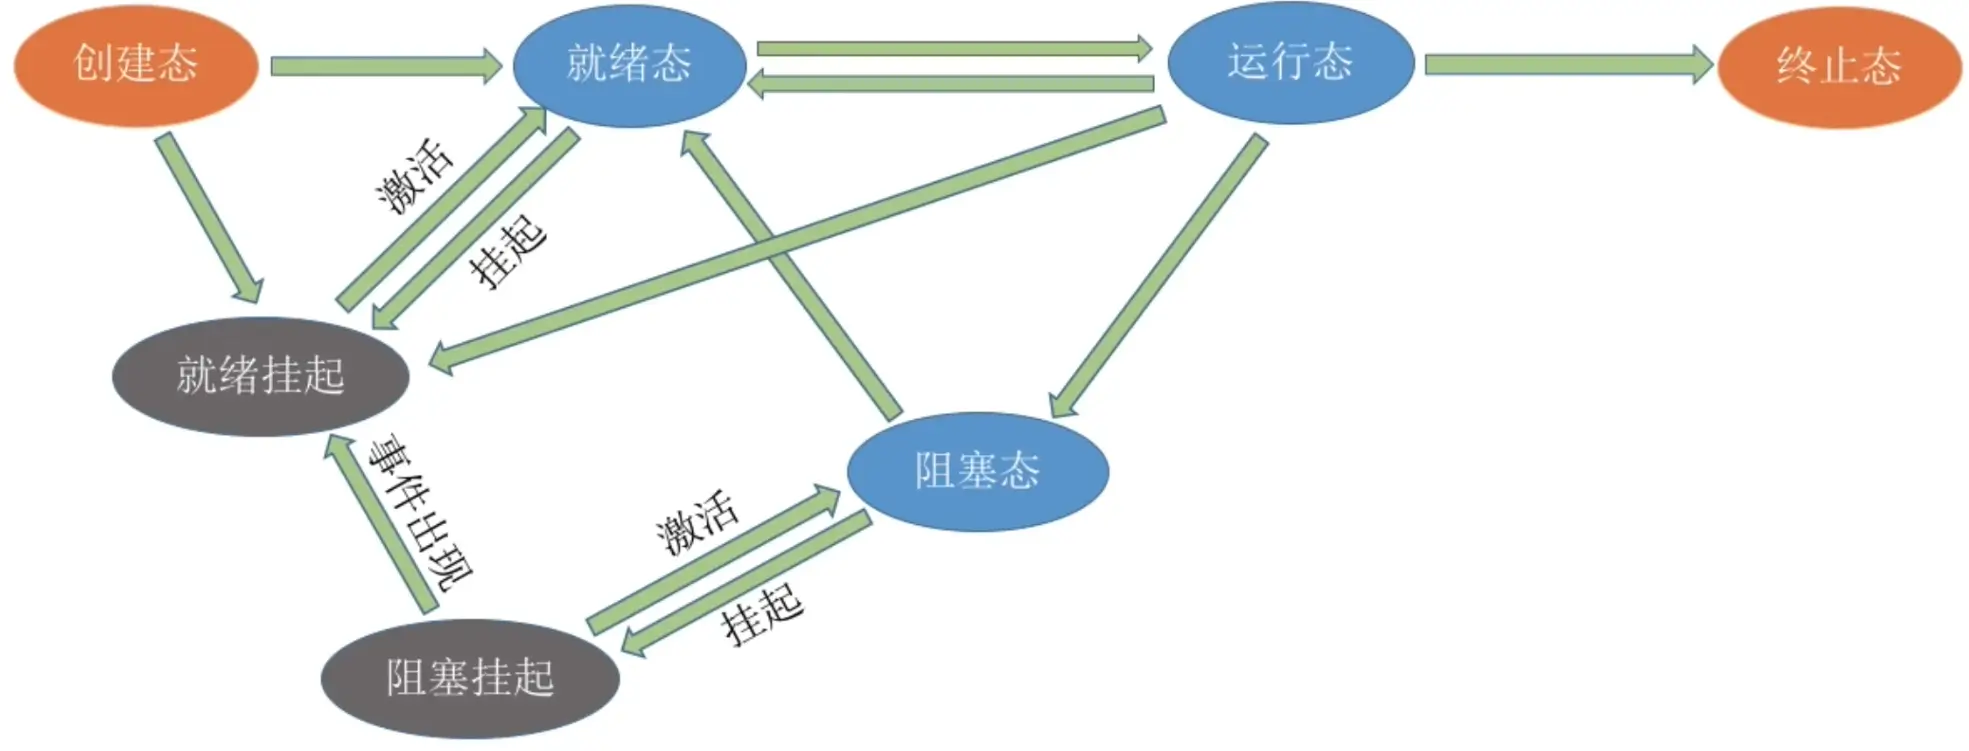 创建态
就绪态
运行态
终止态
激活
挂起
就绪挂起
事件出现
阻塞态
激活
挂起
阻塞挂起